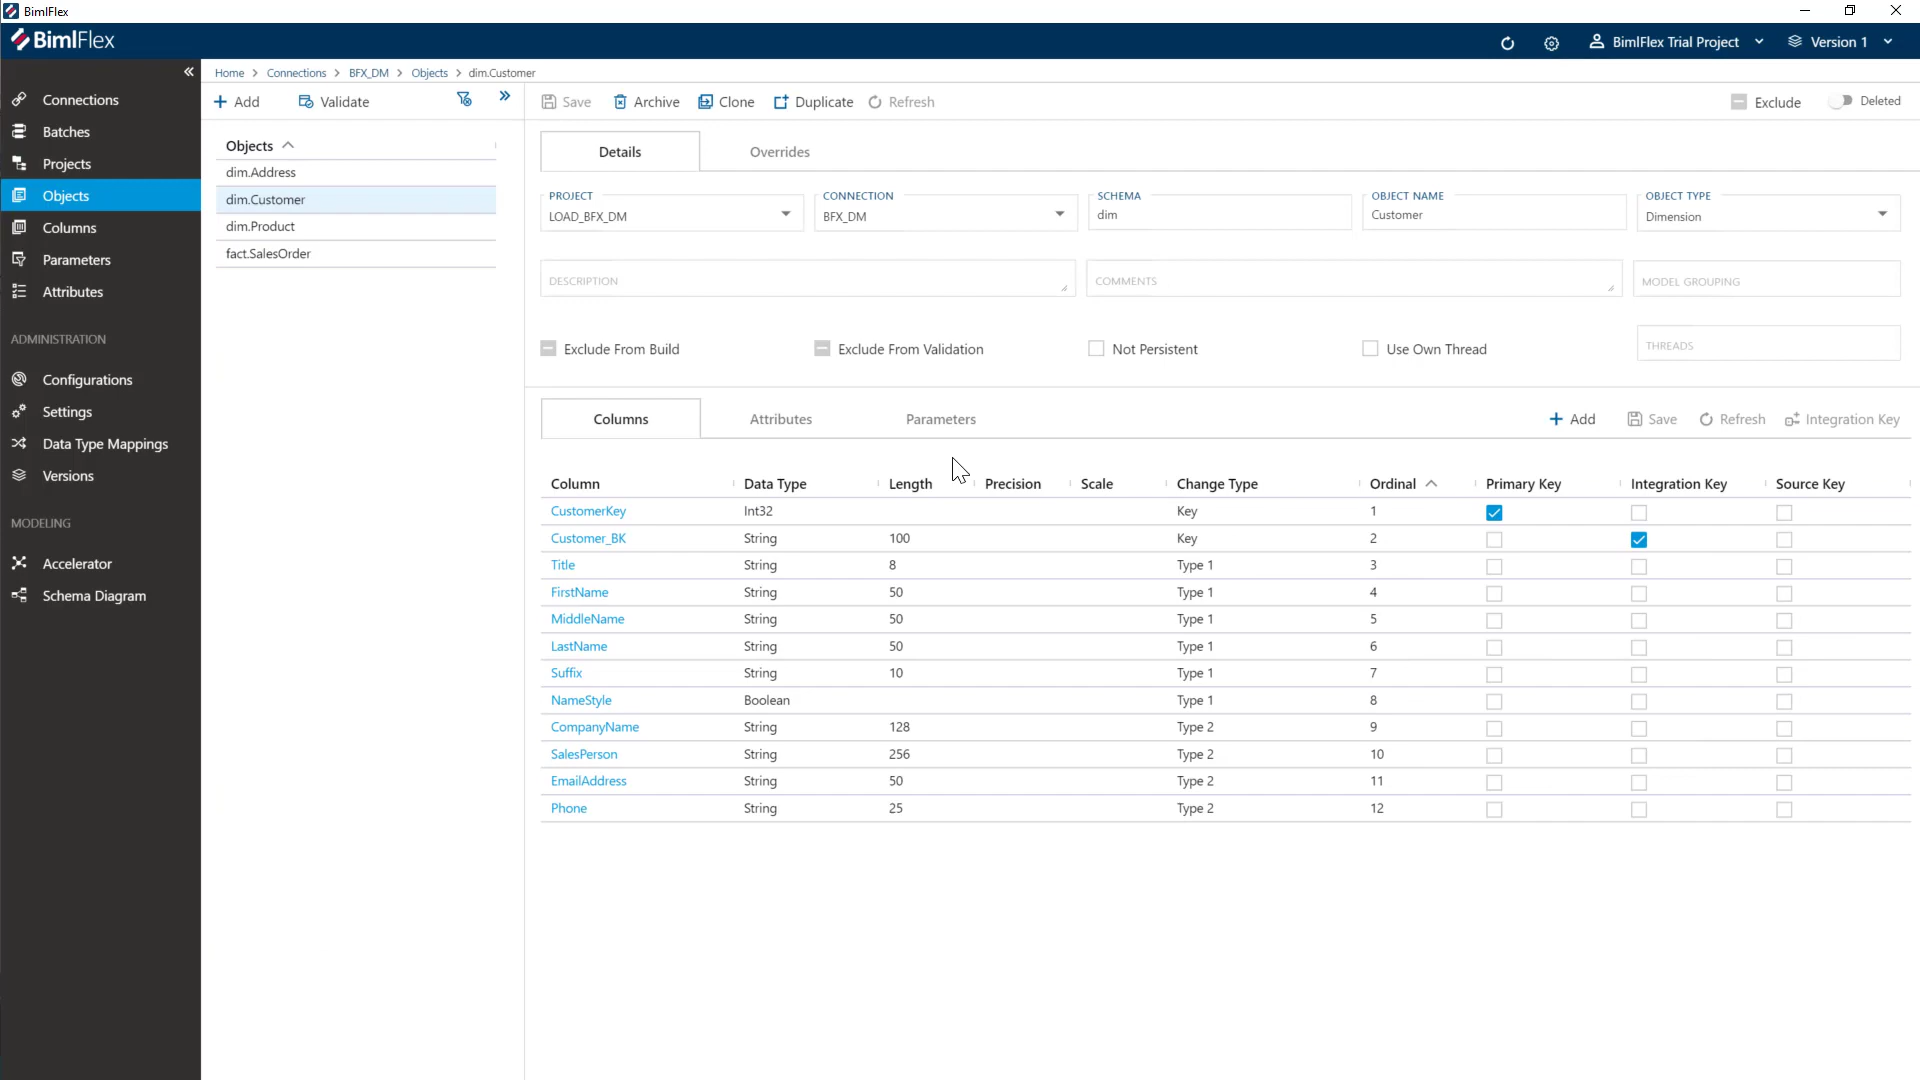 BimlFlex
BimlFlex
BimlFlex Trial Project
Version 1
Home > Connections > BFX_DM > Objects > dim.Customer
Add
Validate
Save
Archive
Clone
Duplicate
Refresh
Exclude
Deleted
Connections
Batches
Projects
Objects
Columns
Parameters
Attributes
ADMINISTRATION
Configurations
Settings
Data Type Mappings
Versions
MODELING
Accelerator
Schema Diagram
Objects
dim.Address
dim.Customer
dim.Product
fact.SalesOrder
Details
Overrides
PROJECT
LOAD_BFX_DM
CONNECTION
BFX_DM
SCHEMA
dim
OBJECT NAME
Customer
OBJECT TYPE
Dimension
DESCRIPTION
COMMENTS
MODEL GROUPING
Exclude From Build
Exclude From Validation
Not Persistent
Use Own Thread
THREADS
Columns
Attributes
Parameters
Add
Save
Refresh
Integration Key
Column Data Type Length Precision Scale Change Type Ordinal Primary Key Integration Key Source Key
CustomerKey Int32 Key 1
Customer_BK String 100 Key 2
Title String 8 Type 1 3
FirstName String 50 Type 1 4
MiddleName String 50 Type 1 5
LastName String 50 Type 1 6
Suffix String 10 Type 1 7
NameStyle Boolean Type 1 8
CompanyName String 128 Type 2 9
SalesPerson String 256 Type 2 10
EmailAddress String 50 Type 2 11
Phone String 25 Type 2 12